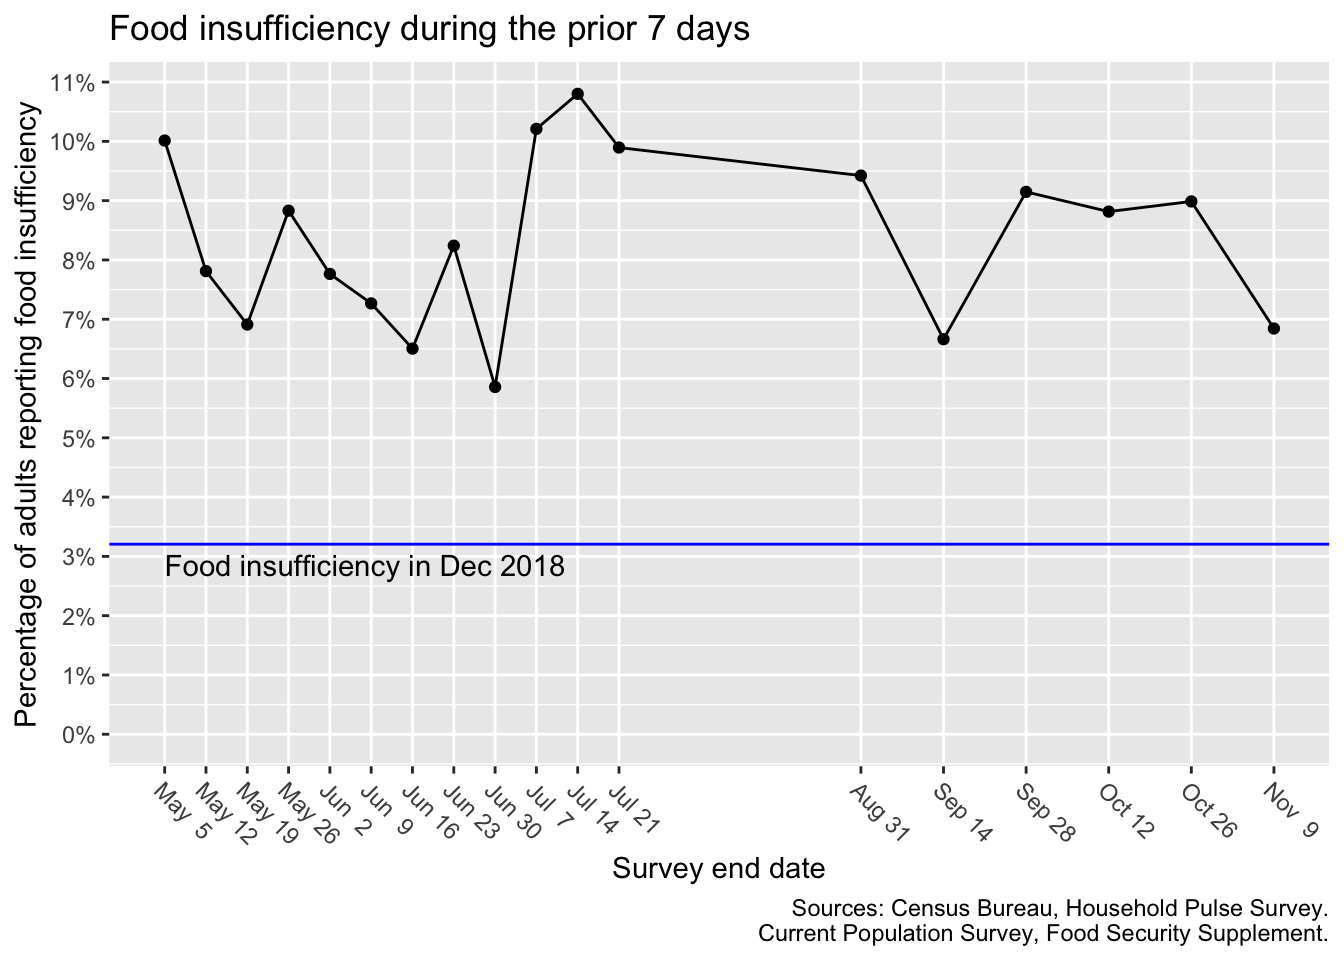 Food insufficiency during the prior 7 days
Percentage of adults reporting food insufficiency
11%
10%
9%
8%
7%
6%
5%
4%
3%
2%
1%
0%
Food insufficiency in Dec 2018
May 5
May 12
May 19
May 26
Jun 2
Jun 9
Jun 16
Jun 23
Jun 30
Jul 7
Jul 14
Jul 21
Aug 31
Sep 14
Sep 28
Oct 12
Oct 26
Nov 9
Survey end date
Sources: Census Bureau, Household Pulse Survey.
Current Population Survey, Food Security Supplement.